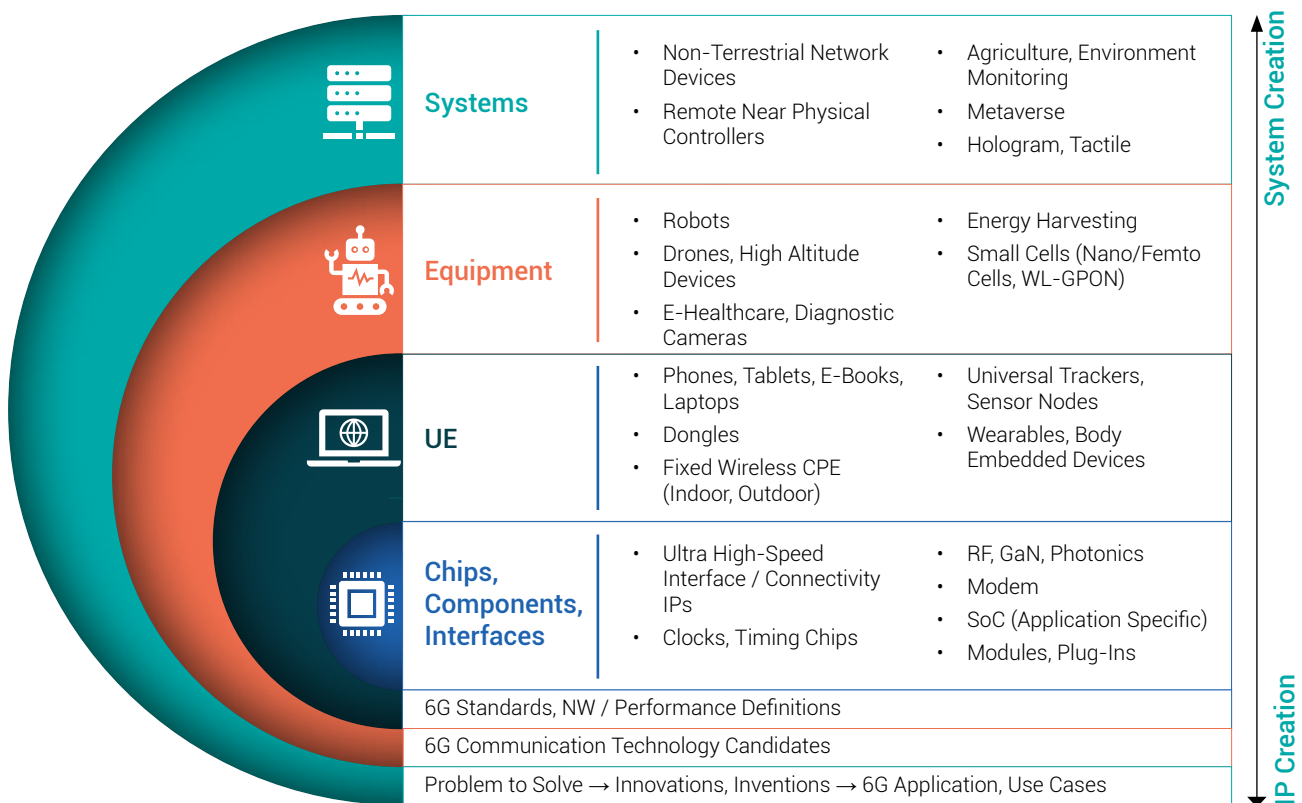 Systems
• Non-Terrestrial Network
Devices
• Remote Near Physical
Controllers
• Agriculture, Environment
Monitoring
• Metaverse
• Hologram, Tactile
Equipment
• Robots
• Drones, High Altitude
Devices
• E-Healthcare, Diagnostic
Cameras
• Energy Harvesting
• Small Cells (Nano/Femto
Cells, WL-GPON)
UE
• Phones, Tablets, E-Books,
Laptops
• Dongles
• Fixed Wireless CPE
(Indoor, Outdoor)
• Universal Trackers,
Sensor Nodes
• Wearables, Body
Embedded Devices
Chips,
Components,
Interfaces
• Ultra High-Speed
Interface / Connectivity
IPs
• Clocks, Timing Chips
• RF, GaN, Photonics
• Modem
• SoC (Application Specific)
• Modules, Plug-Ins
6G Standards, NW / Performance Definitions
6G Communication Technology Candidates
Problem to Solve → Innovations, Inventions → 6G Application, Use Cases
System Creation
IP Creation